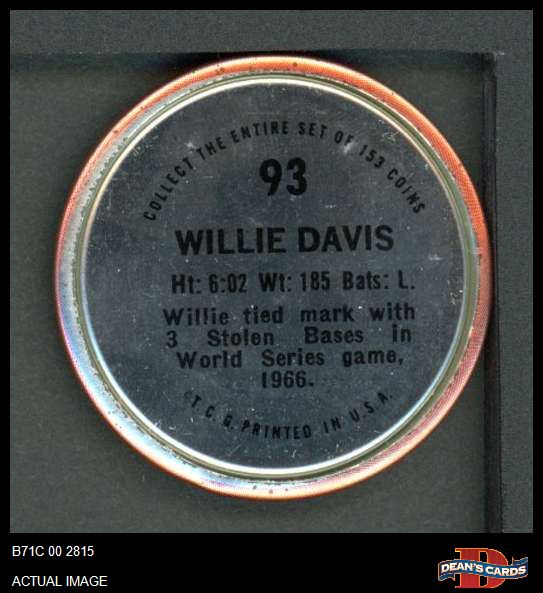 COLLECT THE ENTIRE SET OF 153 COINS
93
WILLIE DAVIS
Ht: 6:02 Wt: 185 Bats: L.
Willie tied mark with
3 Stolen Bases in
World Series game,
1966.
©T.C.G. PRINTED IN U.S.A.
B71C 00 2815
ACTUAL IMAGE
D
DEAN'S CARDS